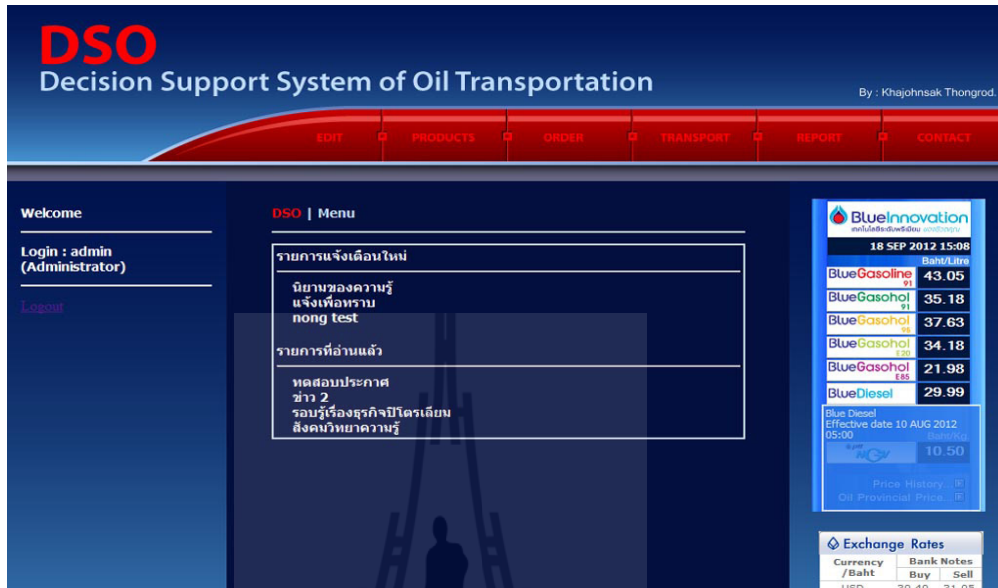 DSO
Decision Support System of Oil Transportation
By : Khajohnsak Thongrod.
EDIT PRODUCTS ORDER TRANSPORT REPORT CONTACT
Welcome
Login : admin
(Administrator)
Logout
DSO | Menu
รายการแจ้งเตือนใหม่
นิยามของความรู้
แจ้งเพื่อทราบ
nong test
รายการที่อ่านแล้ว
ทดสอบประกาศ
ข่าว 2
รอบรู้เรื่องธุรกิจปิโตรเลียม
สังคมวิทยาความรู้
BlueInnovation
18 SEP 2012 15:08
Baht/Litre
BlueGasoline 91 43.05
BlueGasohol 91 35.18
BlueGasohol 95 37.63
BlueGasohol E20 34.18
BlueGasohol E85 21.98
BlueDiesel 29.99
Blue Diesel
Effective date 10 AUG 2012
05:00
Baht/Kg.
NGV 10.50
Price History...
Oil Provincial Price...
Exchange Rates
Currency /Baht Bank Notes
Buy Sell